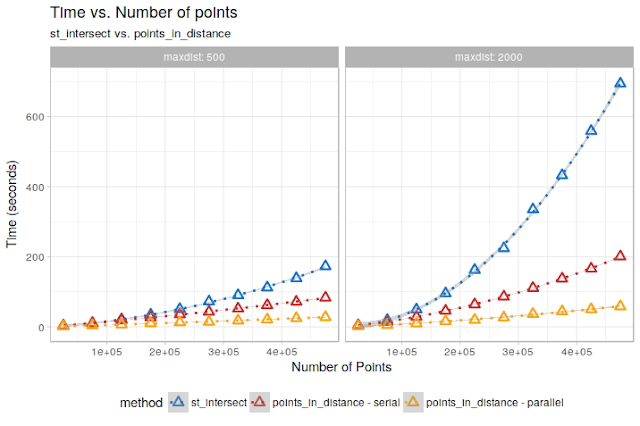 Time vs. Number of points
st_intersect vs. points_in_distance
maxdist: 500
maxdist: 2000
Time (seconds)
600
400
200
0
1e+05
2e+05
3e+05
4e+05
1e+05
2e+05
3e+05
4e+05
Number of Points
method
st_intersect
points_in_distance - serial
points_in_distance - parallel